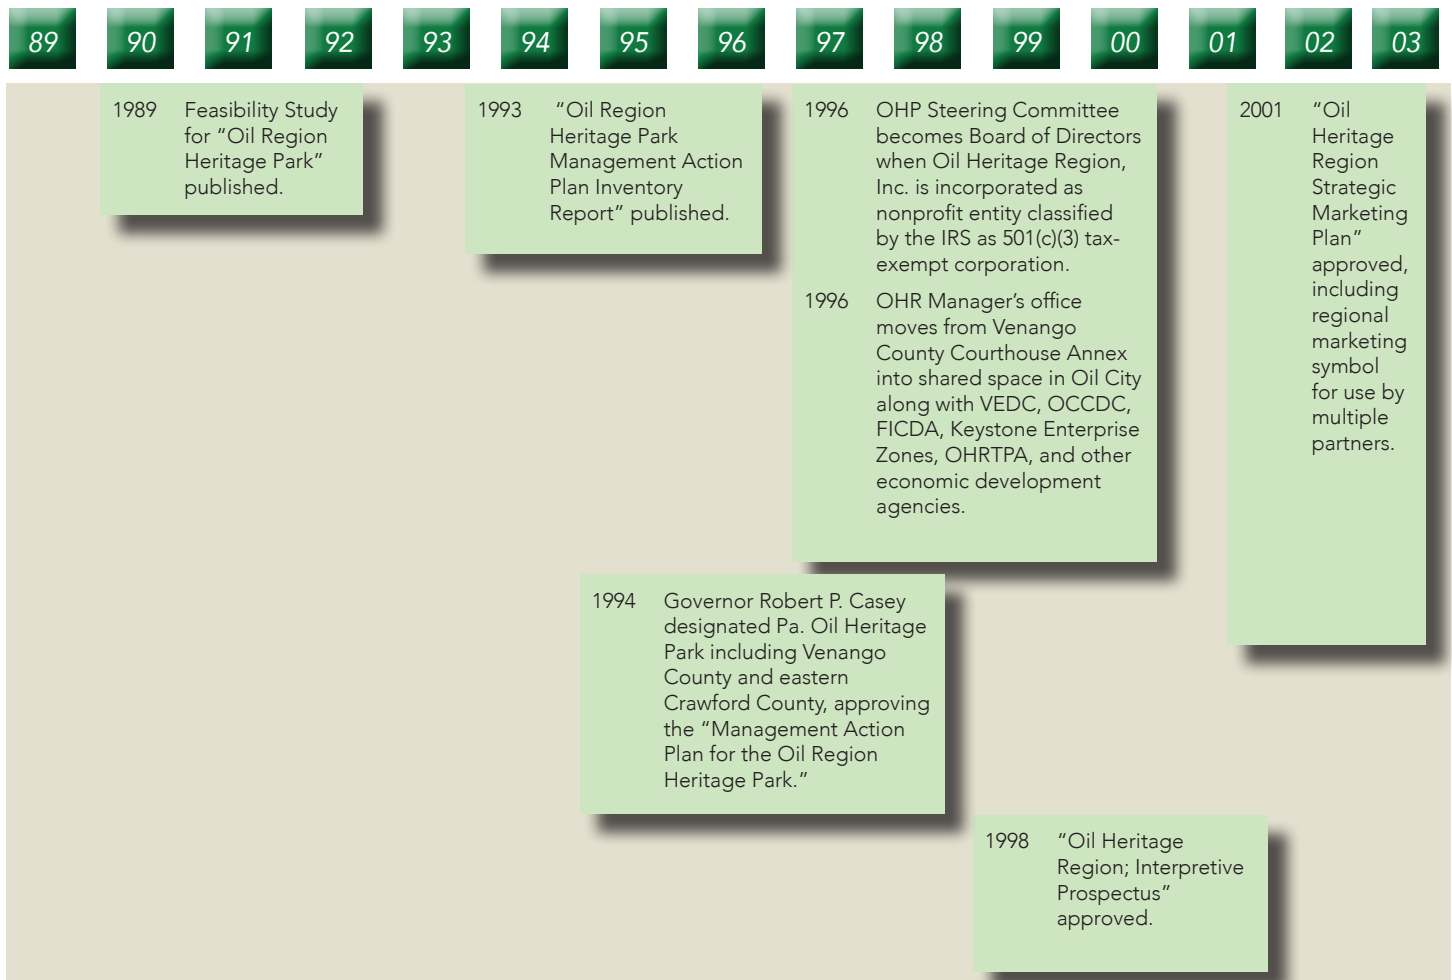 89 90 91 92 93 94 95 96 97 98 99 00 01 02 03
1989 Feasibility Study
for “Oil Region
Heritage Park”
published.
1993 “Oil Region
Heritage Park
Management Action
Plan Inventory
Report” published.
1996 OHP Steering Committee
becomes Board of Directors
when Oil Heritage Region,
Inc. is incorporated as
nonprofit entity classified
by the IRS as 501(c)(3) tax-
exempt corporation.
1996 OHR Manager’s office
moves from Venango
County Courthouse Annex
into shared space in Oil City
along with VEDC, OCCDC,
FICDA, Keystone Enterprise
Zones, OHRTPA, and other
economic development
agencies.
2001 “Oil
Heritage
Region
Strategic
Marketing
Plan”
approved,
including
regional
marketing
symbol
for use by
multiple
partners.
1994 Governor Robert P. Casey
designated Pa. Oil Heritage
Park including Venango
County and eastern
Crawford County, approving
the “Management Action
Plan for the Oil Region
Heritage Park.”
1998 “Oil Heritage
Region; Interpretive
Prospectus”
approved.